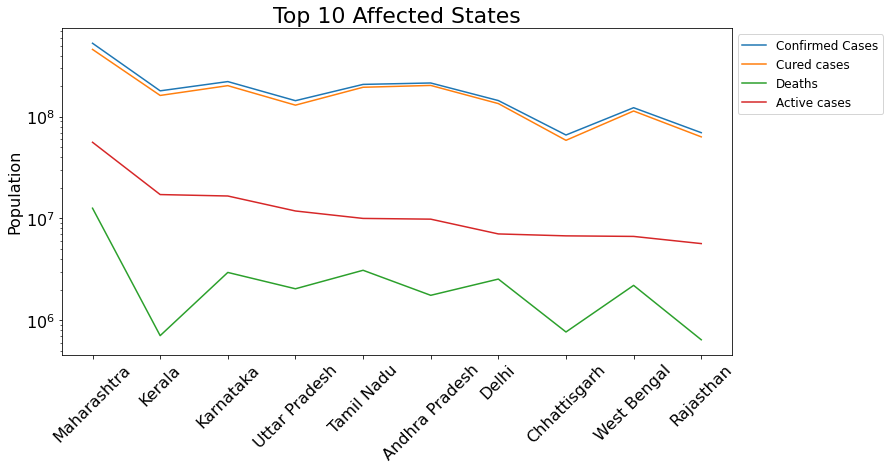 Top 10 Affected States
Confirmed Cases
Cured cases
Deaths
Active cases
Population
10^8
10^7
10^6
Maharashtra
Kerala
Karnataka
Uttar Pradesh
Tamil Nadu
Andhra Pradesh
Delhi
Chhattisgarh
West Bengal
Rajasthan